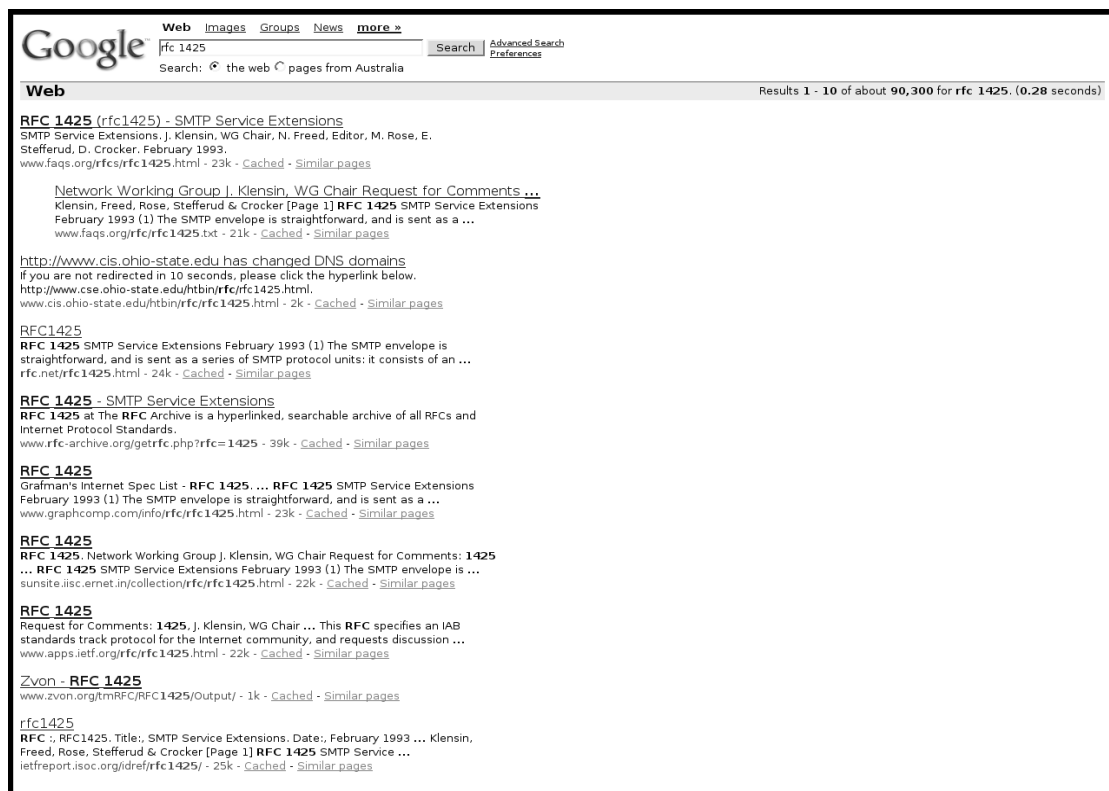 Google™
Web Images Groups News more »
rfc 1425 Search Advanced Search
Preferences
Search: the web pages from Australia
Web Results 1 - 10 of about 90,300 for rfc 1425. (0.28 seconds)
RFC 1425 (rfc1425) - SMTP Service Extensions
SMTP Service Extensions. J. Klensin, WG Chair, N. Freed, Editor, M. Rose, E.
Stefferud, D. Crocker. February 1993.
www.faqs.org/rfcs/rfc1425.html - 23k - Cached - Similar pages
Network Working Group J. Klensin, WG Chair Request for Comments ...
Klensin, Freed, Rose, Stefferud & Crocker [Page 1] RFC 1425 SMTP Service Extensions
February 1993 (1) The SMTP envelope is straightforward, and is sent as a ...
www.faqs.org/rfc/rfc1425.txt - 21k - Cached - Similar pages
http://www.cis.ohio-state.edu has changed DNS domains
If you are not redirected in 10 seconds, please click the hyperlink below.
http://www.cse.ohio-state.edu/htbin/rfc/rfc1425.html.
www.cis.ohio-state.edu/htbin/rfc/rfc1425.html - 2k - Cached - Similar pages
RFC1425
RFC 1425 SMTP Service Extensions February 1993 (1) The SMTP envelope is
straightforward, and is sent as a series of SMTP protocol units: it consists of an ...
rfc.net/rfc1425.html - 24k - Cached - Similar pages
RFC 1425 - SMTP Service Extensions
RFC 1425 at The RFC Archive is a hyperlinked, searchable archive of all RFCs and
Internet Protocol Standards.
www.rfc-archive.org/getrfc.php?rfc=1425 - 39k - Cached - Similar pages
RFC 1425
Grafman's Internet Spec List - RFC 1425. ... RFC 1425 SMTP Service Extensions
February 1993 (1) The SMTP envelope is straightforward, and is sent as a ...
www.graphcomp.com/info/rfc/rfc1425.html - 23k - Cached - Similar pages
RFC 1425
RFC 1425. Network Working Group J. Klensin, WG Chair Request for Comments: 1425
... RFC 1425 SMTP Service Extensions February 1993 (1) The SMTP envelope is ...
sunsite.iisc.ernet.in/collection/rfc/rfc1425.html - 22k - Cached - Similar pages
RFC 1425
Request for Comments: 1425, J. Klensin, WG Chair ... This RFC specifies an IAB
standards track protocol for the Internet community, and requests discussion ...
www.apps.ietf.org/rfc/rfc1425.html - 22k - Cached - Similar pages
Zvon - RFC 1425
www.zvon.org/tmRFC/RFC1425/Output/ - 1k - Cached - Similar pages
rfc1425
RFC :, RFC1425. Title:, SMTP Service Extensions. Date:, February 1993 ... Klensin,
Freed, Rose, Stefferud & Crocker [Page 1] RFC 1425 SMTP Service ...
ietfreport.isoc.org/idref/rfc1425/ - 25k - Cached - Similar pages